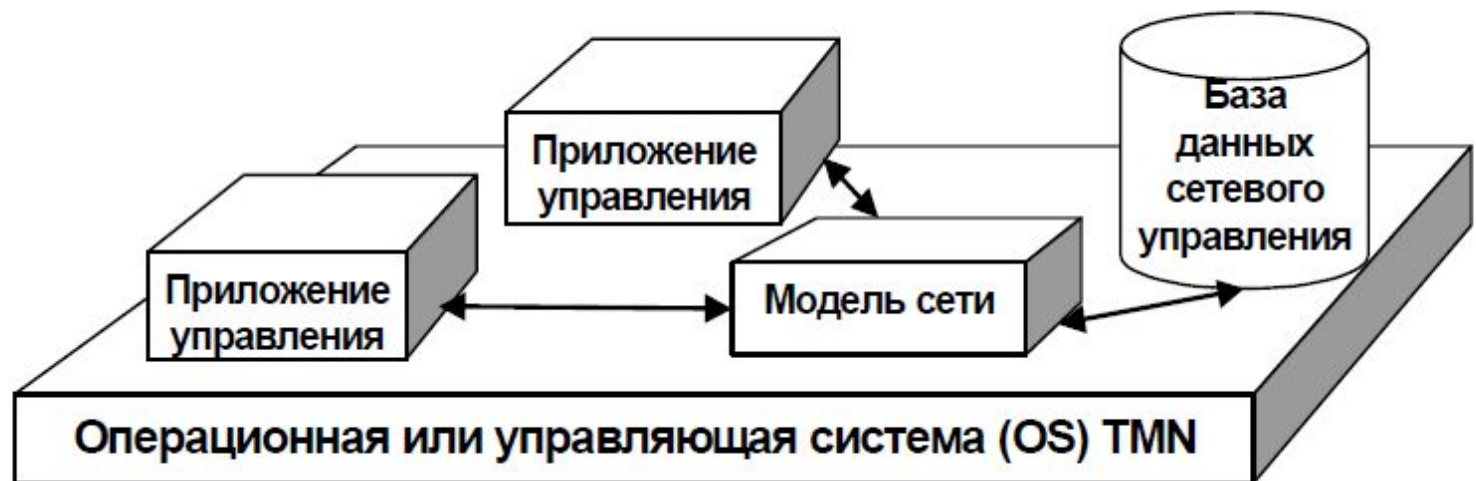 Приложение
управления
База
данных
сетевого
управления
Приложение
управления
Модель сети
Операционная или управляющая система (OS) TMN